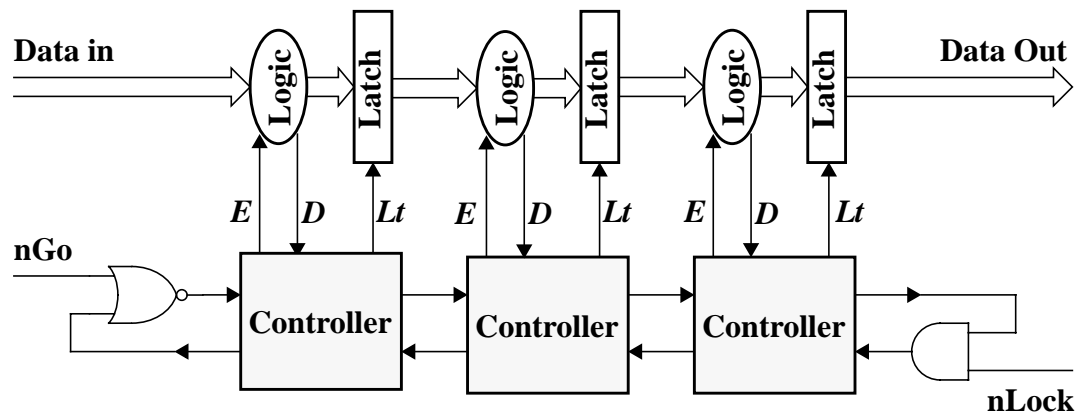 Data in
Logic
Latch
Logic
Latch
Logic
Latch
Data Out
E
D
Lt
E
D
Lt
E
D
Lt
nGo
Controller
Controller
Controller
nLock